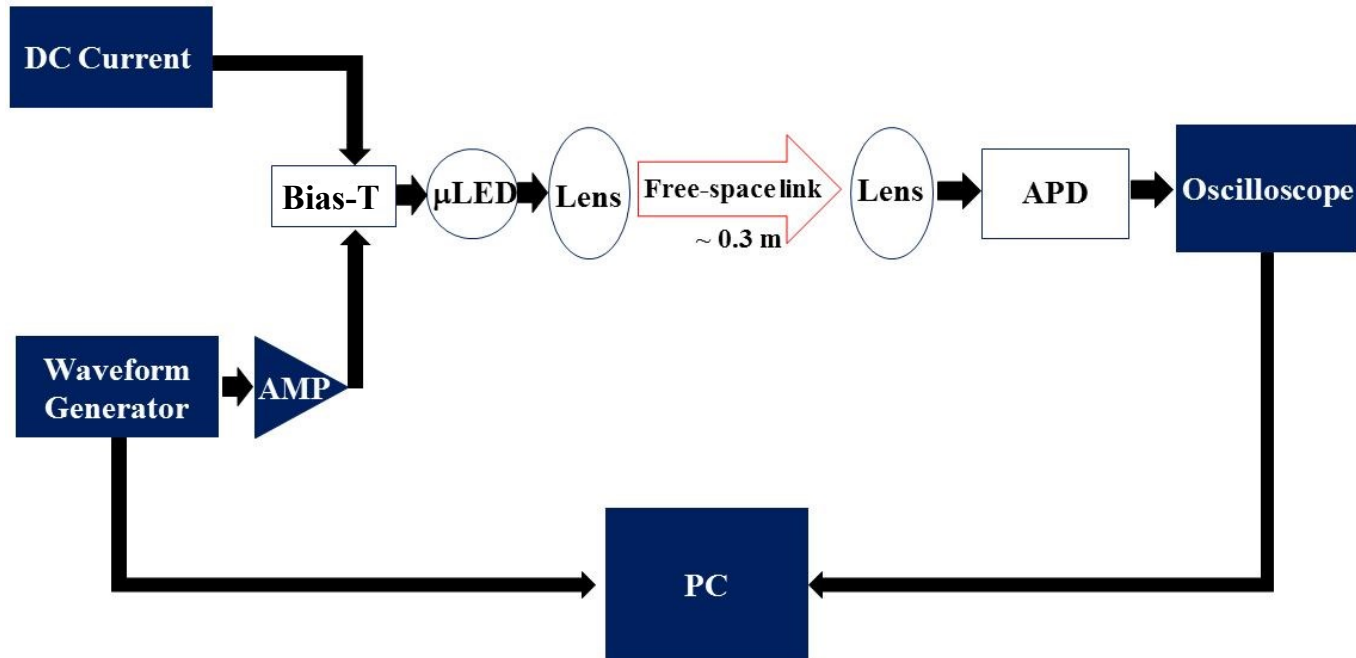 DC Current
Bias-T
μLED
Lens
Free-space link
~ 0.3 m
Lens
APD
Oscilloscope
Waveform
Generator
AMP
PC